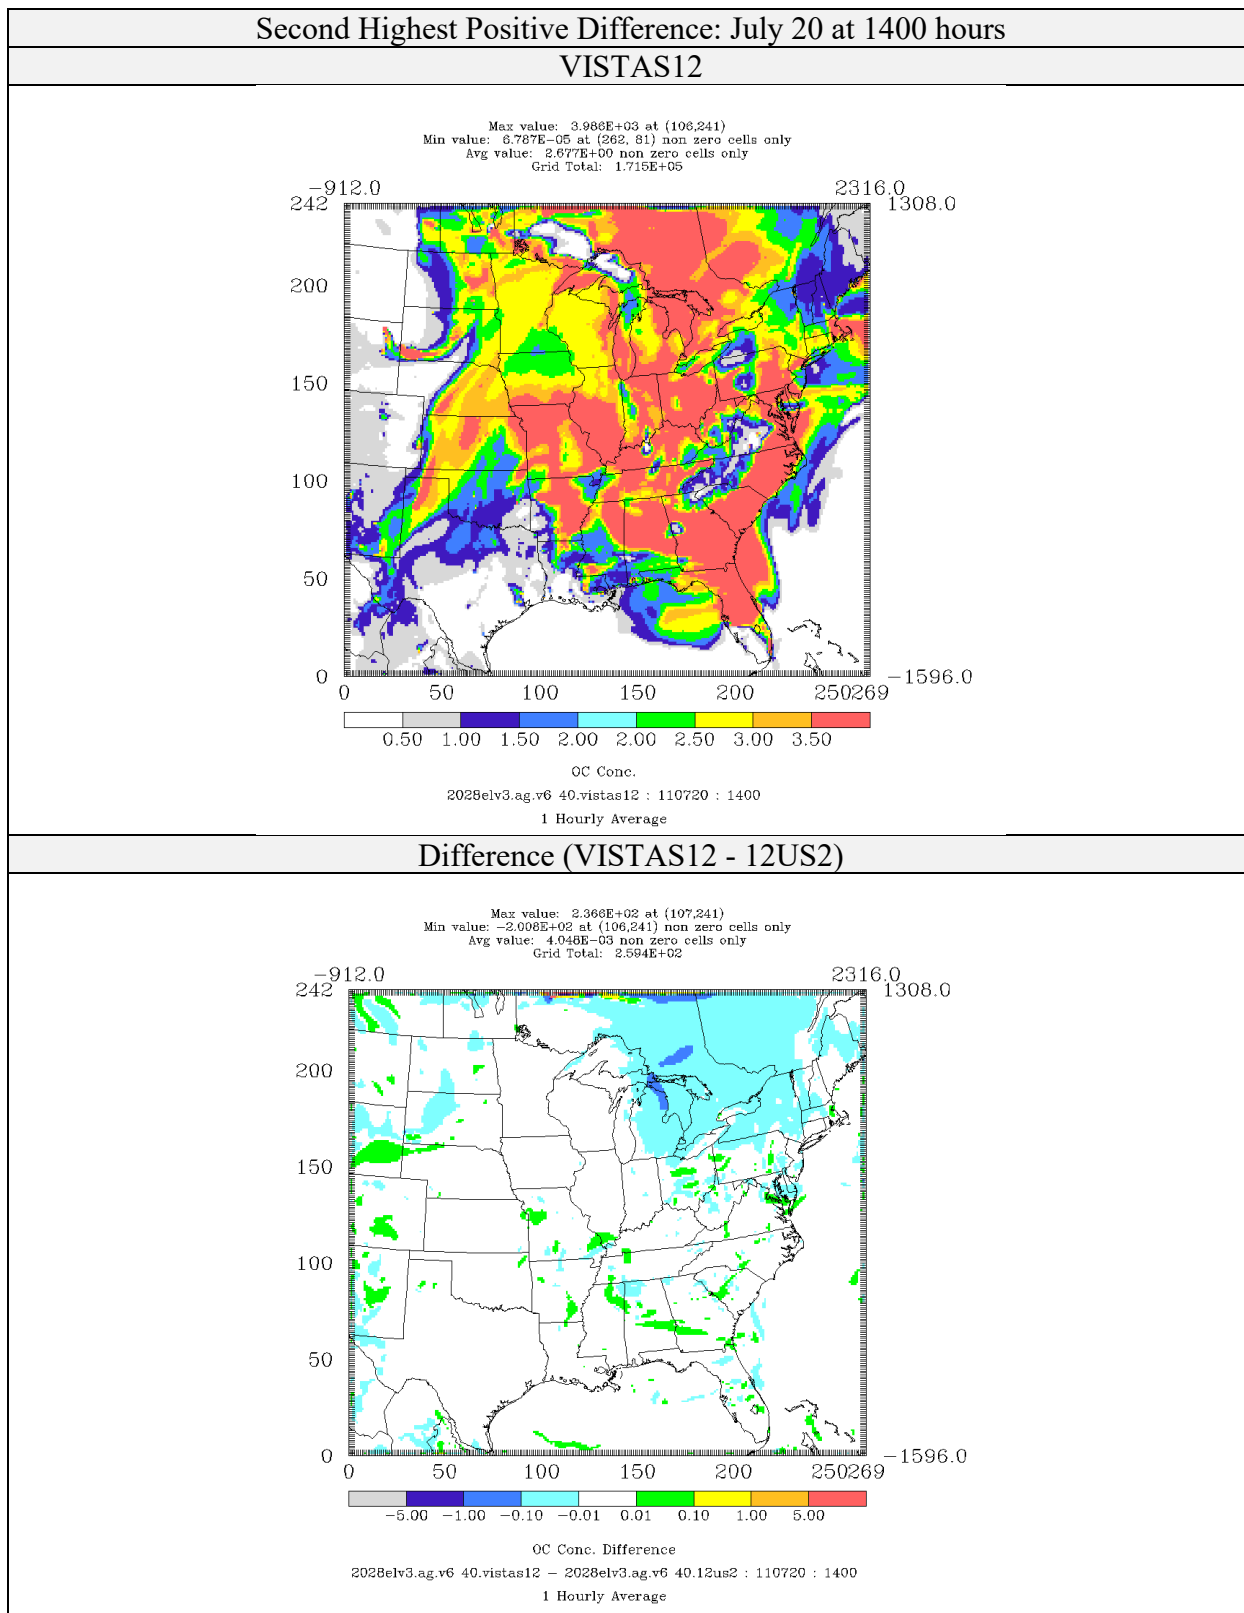 Second Highest Positive Difference: July 20 at 1400 hours
VISTAS12
Max value: 3.986E+03 at (106,241)
Min value: 6.787E-05 at (262, 81) non zero cells only
Avg value: 2.677E+00 non zero cells only
Grid Total: 1.715E+05
-912.0 2316.0
242 1308.0
200
150
100
50
0 -1596.0
0 50 100 150 200 250269
0.50 1.00 1.50 2.00 2.00 2.50 3.00 3.50
OC Conc.
2028elv3.ag.v6 40.vistas12 : 110720 : 1400
1 Hourly Average
Difference (VISTAS12 - 12US2)
Max value: 2.366E+02 at (107,241)
Min value: -2.008E+02 at (106,241) non zero cells only
Avg value: 4.048E-03 non zero cells only
Grid Total: 2.594E+02
-912.0 2316.0
242 1308.0
200
150
100
50
0 -1596.0
0 50 100 150 200 250269
-5.00 -1.00 -0.10 -0.01 0.01 0.10 1.00 5.00
OC Conc. Difference
2028elv3.ag.v6 40.vistas12 - 2028elv3.ag.v6 40.12us2 : 110720 : 1400
1 Hourly Average